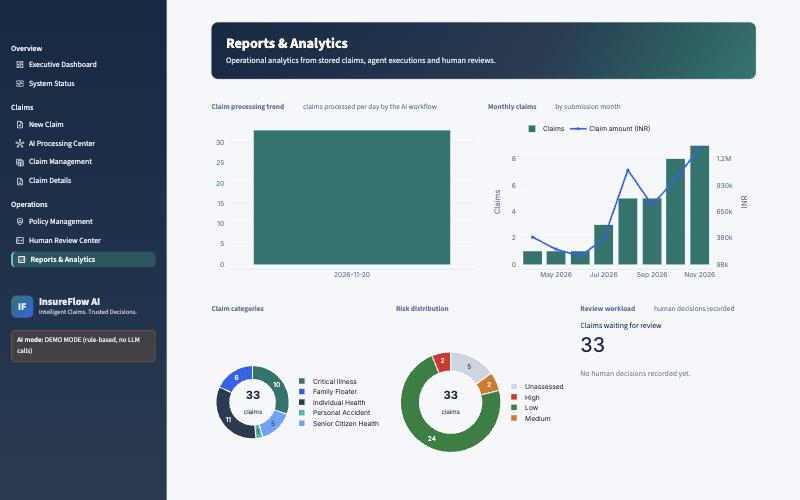 Overview
Executive Dashboard
System Status
Claims
New Claim
AI Processing Center
Claim Management
Claim Details
Operations
Policy Management
Human Review Center
Reports & Analytics
IF
InsureFlow AI
Intelligent Claims. Trusted Decisions.
AI mode: DEMO MODE (rule-based, no LLM
calls)
Reports & Analytics
Operational analytics from stored claims, agent executions and human reviews.
Claim processing trend claims processed per day by the AI workflow
30
25
20
15
10
5
0
2026-11-20
Monthly claims by submission month
Claims Claim amount (INR)
Claims
8
6
4
2
0
1.2M
930k
650k
380k
98k
INR
May 2026 Jul 2026 Sep 2026 Nov 2026
Claim categories
6
10
33
claims
11
5
Critical Illness
Family Floater
Individual Health
Personal Accident
Senior Citizen Health
Risk distribution
2
5
2
33
claims
24
Unassessed
High
Low
Medium
Review workload human decisions recorded
Claims waiting for review
33
No human decisions recorded yet.